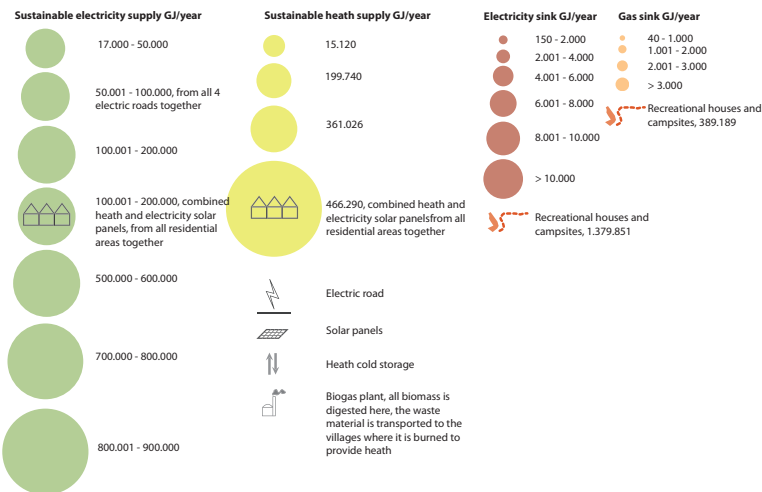 Sustainable electricity supply GJ/year
17.000 - 50.000
50.001 - 100.000, from all 4
electric roads together
100.001 - 200.000
100.001 - 200.000, combined
heath and electricity solar
panels, from all residential
areas together
500.000 - 600.000
700.000 - 800.000
800.001 - 900.000
Sustainable heath supply GJ/year
15.120
199.740
361.026
466.290, combined heath and
electricity solar panelsfrom all
residential areas together
Electric road
Solar panels
Heath cold storage
Biogas plant, all biomass is
digested here, the waste
material is transported to the
villages where it is burned to
provide heath
Electricity sink GJ/year
150 - 2.000
2.001 - 4.000
4.001 - 6.000
6.001 - 8.000
8.001 - 10.000
> 10.000
Recreational houses and
campsites, 1.379.851
Gas sink GJ/year
40 - 1.000
1.001 - 2.000
2.001 - 3.000
> 3.000
Recreational houses and
campsites, 389.189